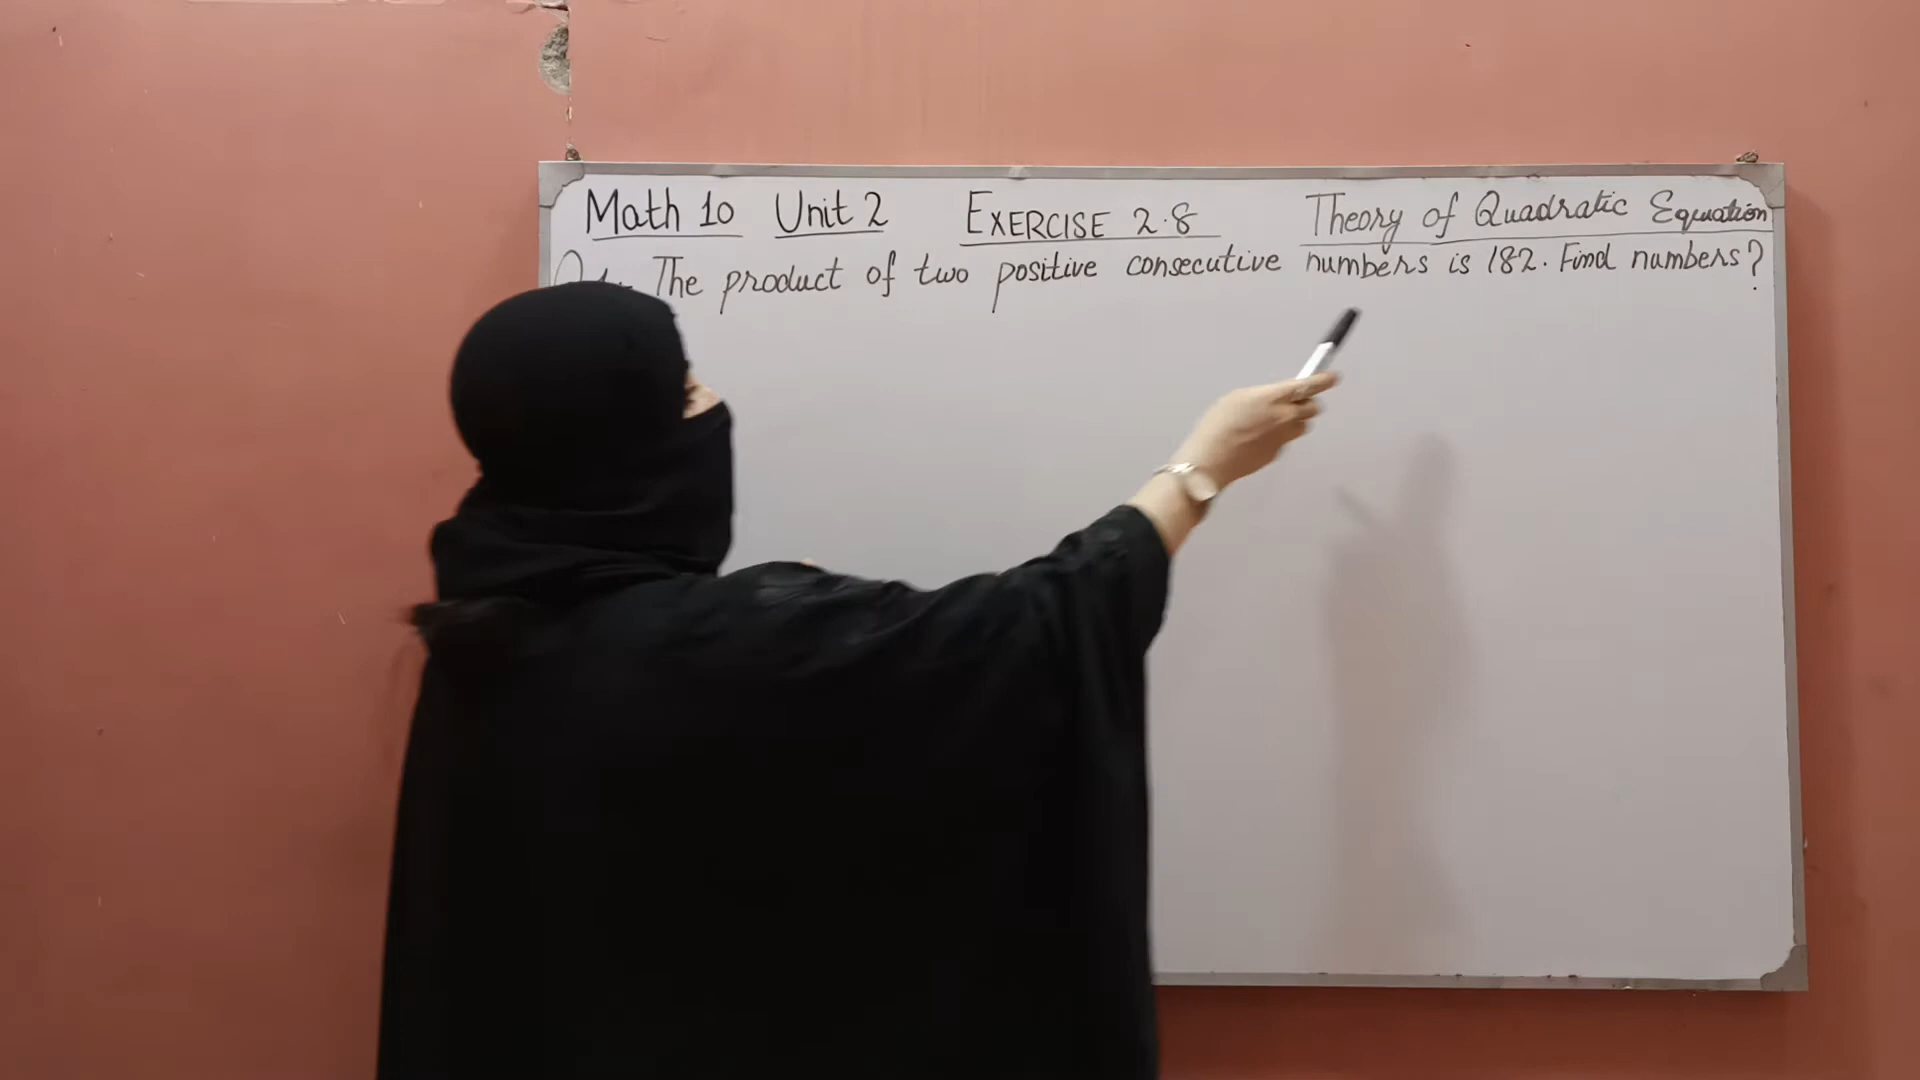 Math 10 Unit 2 EXERCISE 2.8 Theory of Quadratic Equation
Q1. The product of two positive consecutive numbers is 182. Find numbers?